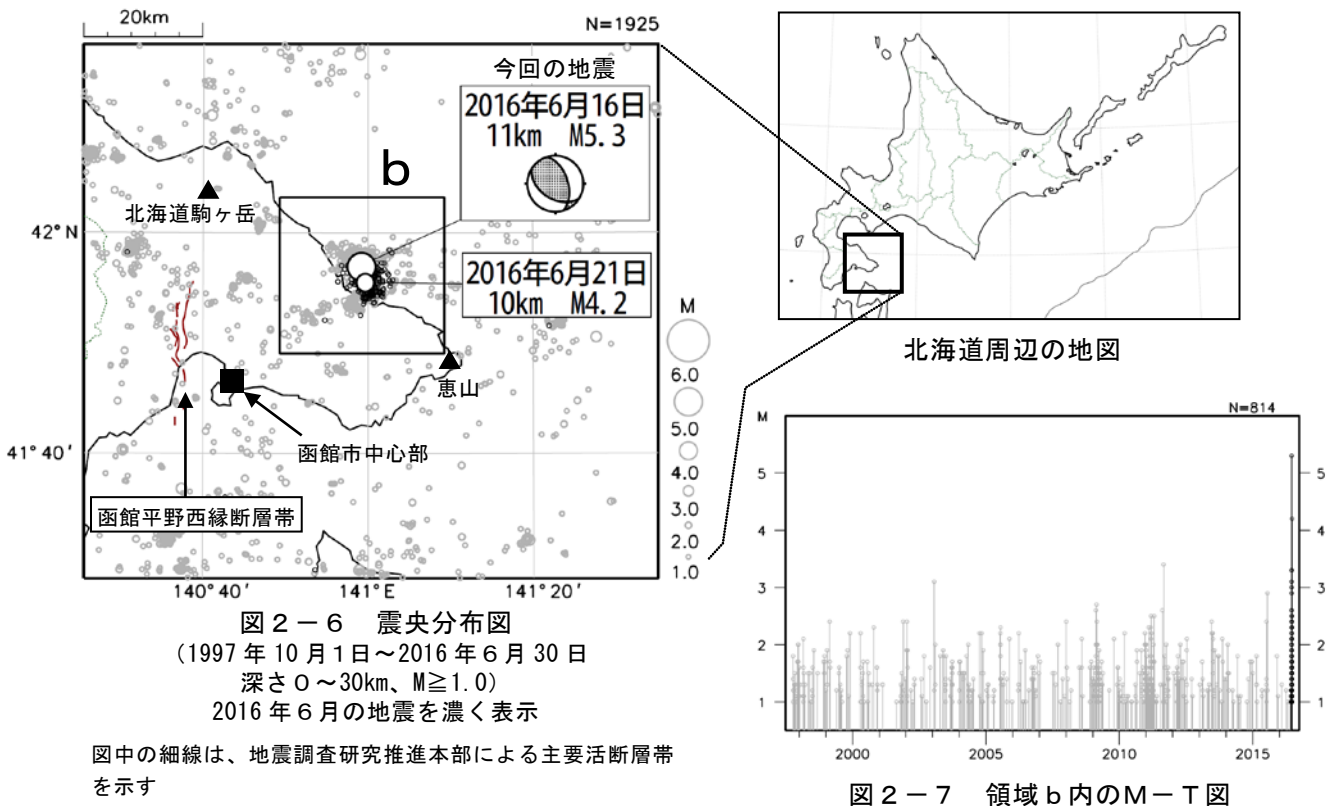 20km
N=1925
今回の地震
2016年6月16日
11km M5.3
b
北海道駒ヶ岳
42°N
2016年6月21日
10km M4.2
恵山
函館市中心部
41°40′
函館平野西縁断層帯
140°40′
141°E
141°20′
M
6.0
5.0
4.0
3.0
2.0
1.0
図2-6 震央分布図
(1997年10月1日~2016年6月30日
深さ0~30km、M≧1.0)
2016年6月の地震を濃く表示
図中の細線は、地震調査研究推進本部による主要活断層帯
を示す
北海道周辺の地図
M
N=814
5
4
3
2
1
5
4
3
2
1
2000
2005
2010
2015
図2-7 領域b内のM-T図